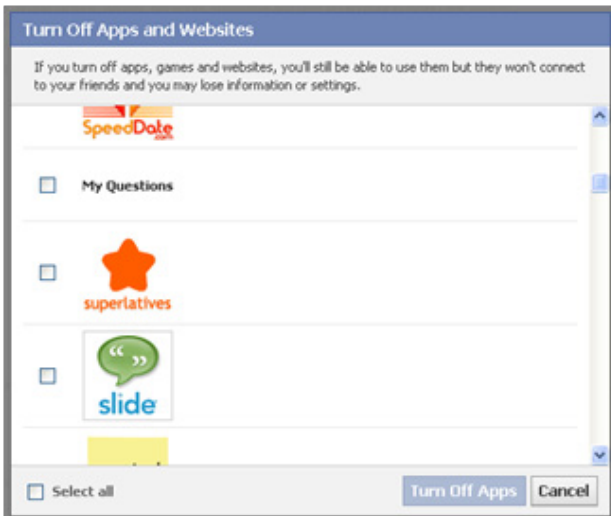 Turn Off Apps and Websites
If you turn off apps, games and websites, you'll still be able to use them but they won't connect
to your friends and you may lose information or settings.
SpeedDate
.com
My Questions
superlatives
“ ”
slide
Select all
Turn Off Apps
Cancel